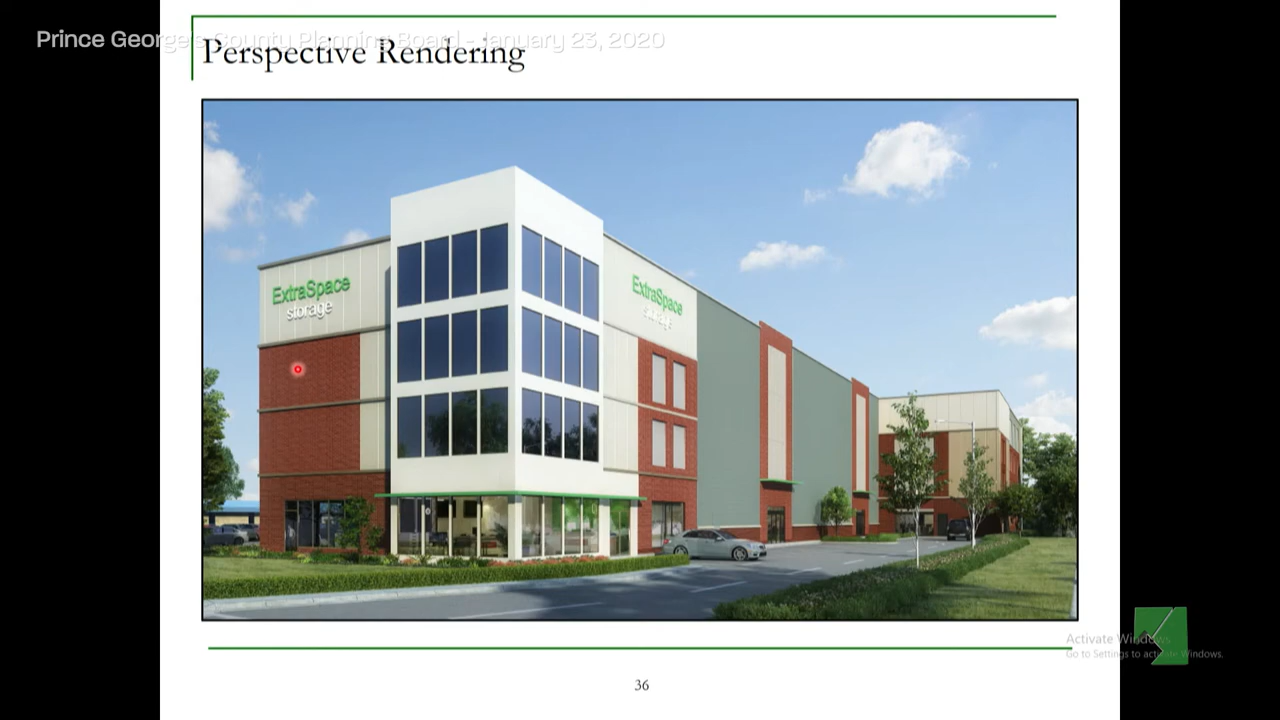 Prince George's County Planning Board - January 23, 2020
Perspective Rendering
ExtraSpace
storage
ExtraSpace
storage
Activate Windows
Go to Settings to activate Windows.
36